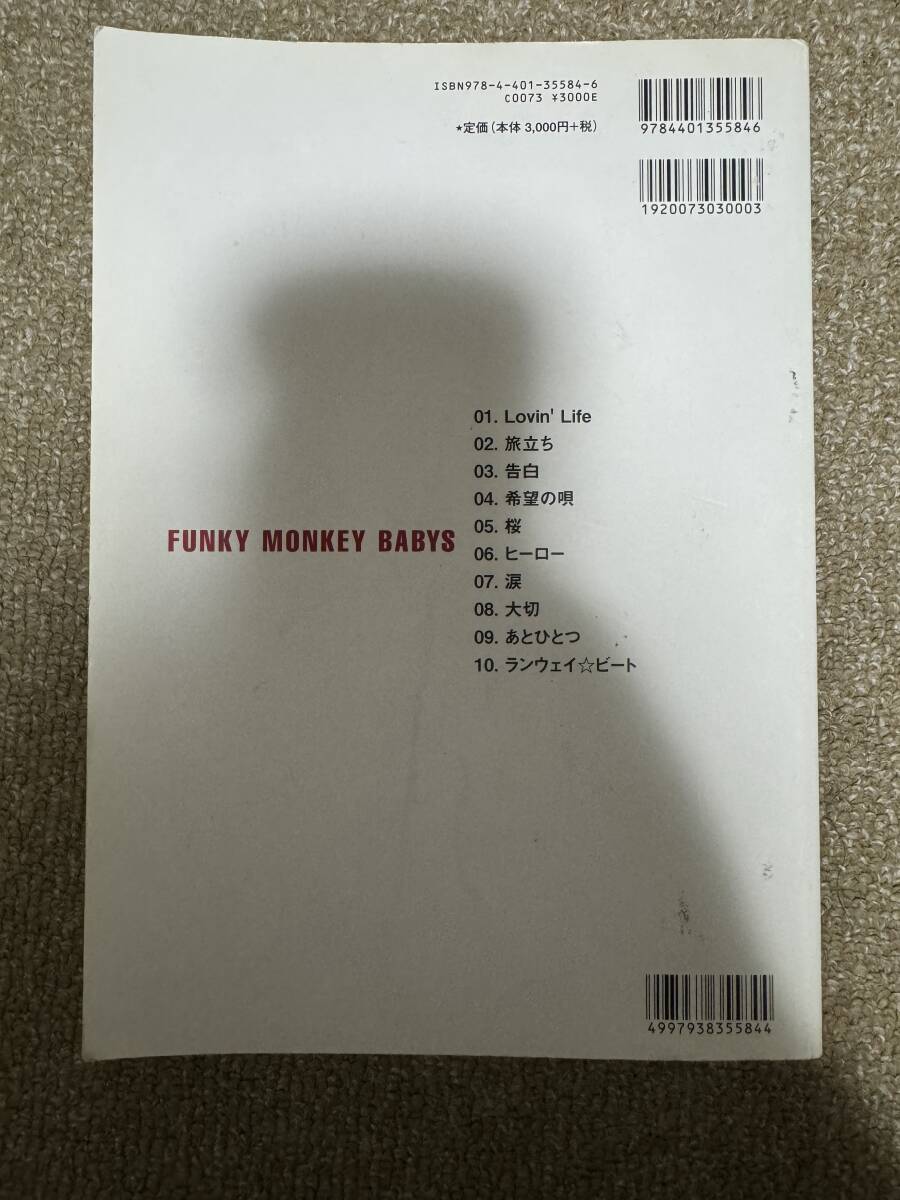 ISBN978-4-401-35584-6
C0073 ¥3000E
★定価(本体 3,000円+税)
9784401355846
1920073030003
01. Lovin' Life
02. 旅立ち
03. 告白
04. 希望の唄
05. 桜
FUNKY MONKEY BABYS
06. ヒーロー
07. 涙
08. 大切
09. あとひとつ
10. ランウェイ☆ビート
4997938355844